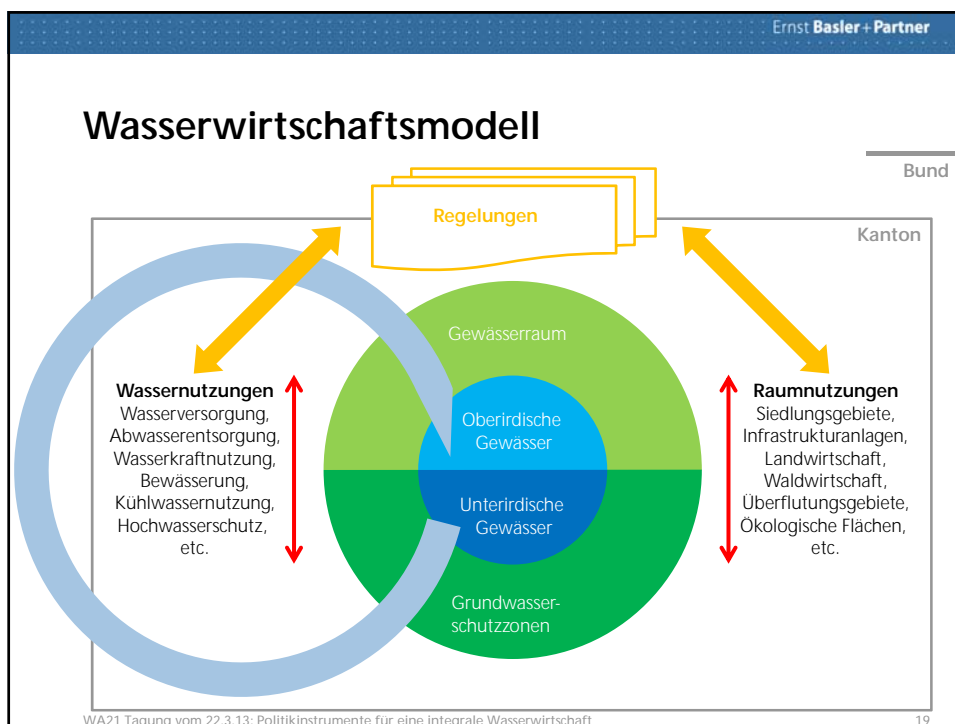 Ernst Basler+Partner
Wasserwirtschaftsmodell
Bund
Regelungen
Kanton
Gewässerraum
Wassernutzungen
Wasserversorgung,
Abwasserentsorgung,
Wasserkraftnutzung,
Bewässerung,
Kühlwassernutzung,
Hochwasserschutz,
etc.
Oberirdische
Gewässer
Unterirdische
Gewässer
Raumnutzungen
Siedlungsgebiete,
Infrastrukturanlagen,
Landwirtschaft,
Waldwirtschaft,
Überflutungsgebiete,
Ökologische Flächen,
etc.
Grundwasser-
schutzzonen
WA21 Tagung vom 22.3.13: Politikinstrumente für eine integrale Wasserwirtschaft
19